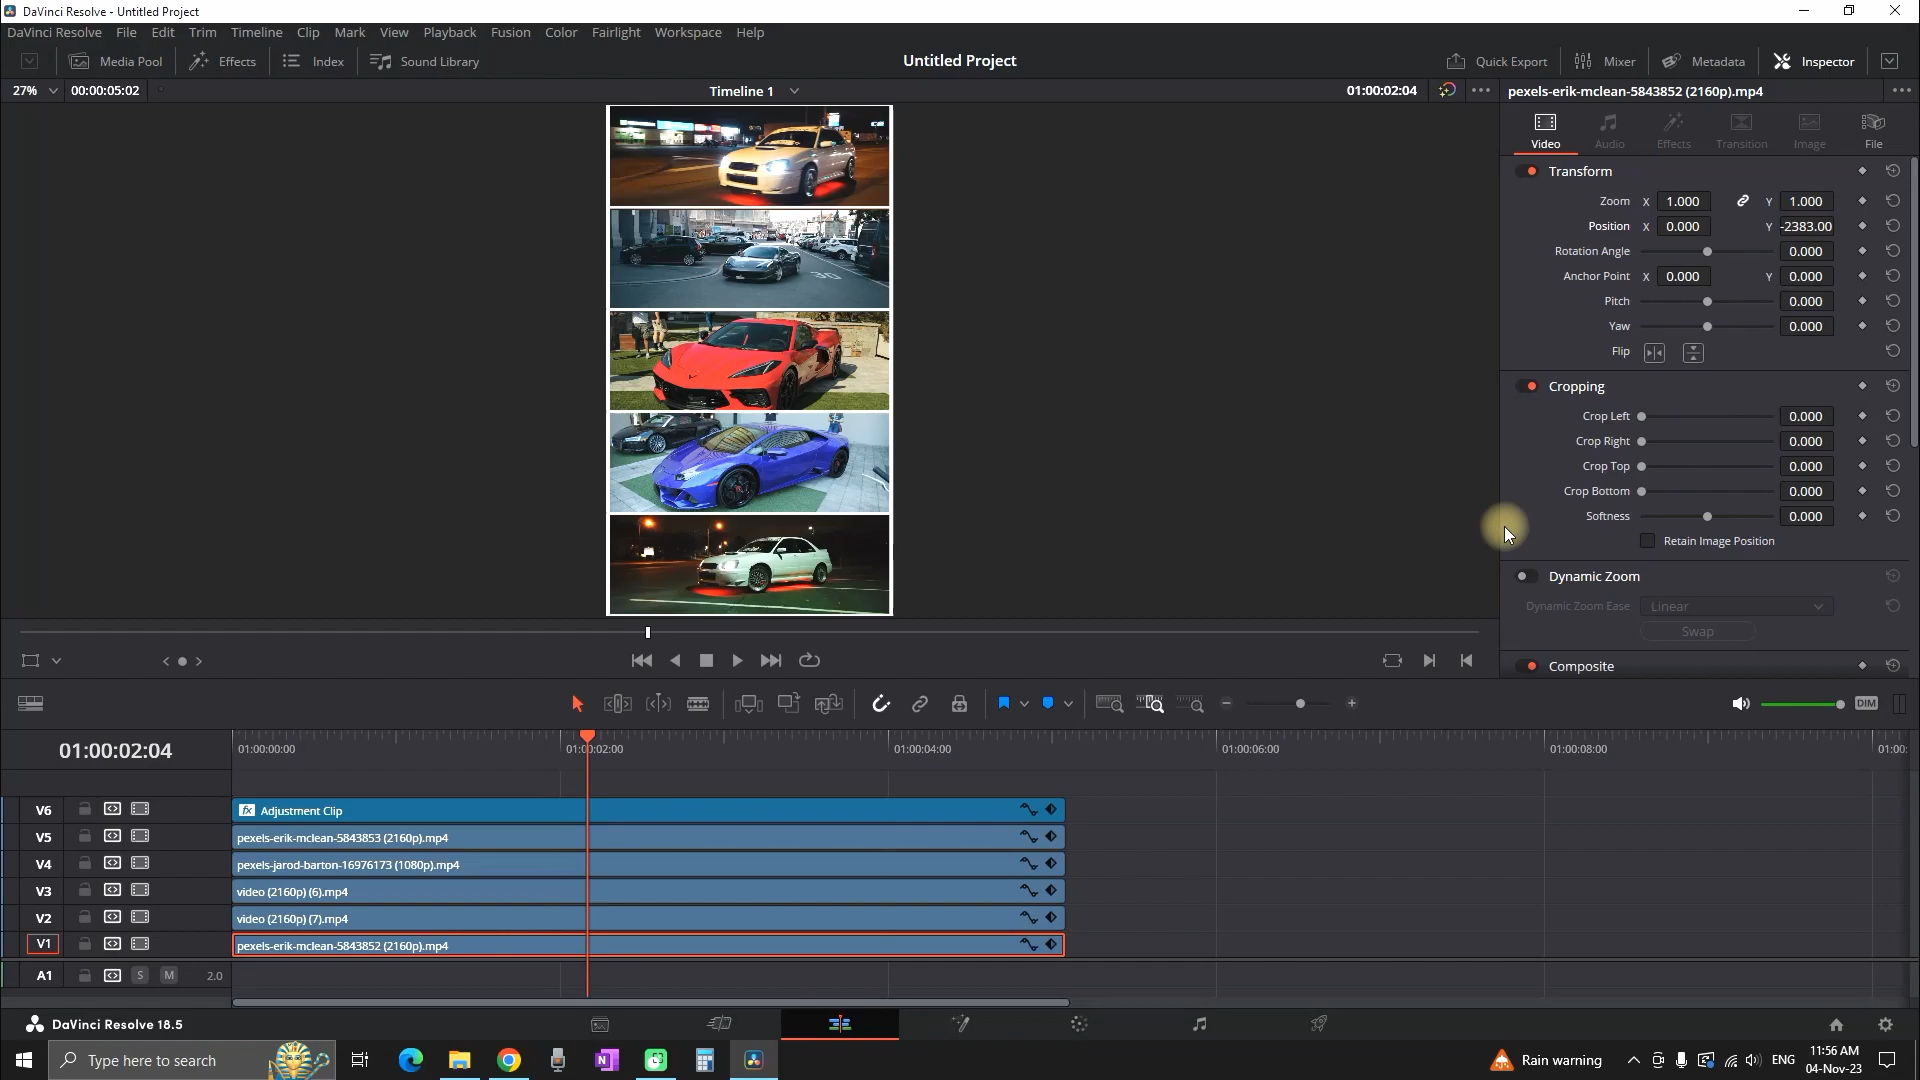 DaVinci Resolve - Untitled Project
DaVinci Resolve File Edit Trim Timeline Clip Mark View Playback Fusion Color Fairlight Workspace Help
Media Pool Effects Index Sound Library Untitled Project Quick Export Mixer Metadata Inspector
27% 00:00:05:02 Timeline 1 01:00:02:04 pexels-erik-mclean-5843852 (2160p).mp4
Video Audio Effects Transition Image File
Transform
Zoom X 1.000 Y 1.000
Position X 0.000 Y -2383.00
Rotation Angle 0.000
Anchor Point X 0.000 Y 0.000
Pitch 0.000
Yaw 0.000
Flip
Cropping
Crop Left 0.000
Crop Right 0.000
Crop Top 0.000
Crop Bottom 0.000
Softness 0.000
Retain Image Position
Dynamic Zoom
Dynamic Zoom Ease Linear
Swap
Composite
30
DIM
01:00:02:04 01:00:00:00 01:00:02:00 01:00:04:00 01:00:06:00 01:00:08:00 01:00:
V6 fx Adjustment Clip
V5 pexels-erik-mclean-5843853 (2160p).mp4
V4 pexels-jarod-barton-16976173 (1080p).mp4
V3 video (2160p) (6).mp4
V2 video (2160p) (7).mp4
V1 pexels-erik-mclean-5843852 (2160p).mp4
A1 S M 2.0
DaVinci Resolve 18.5
Type here to search Rain warning ENG 11:56 AM
04-Nov-23